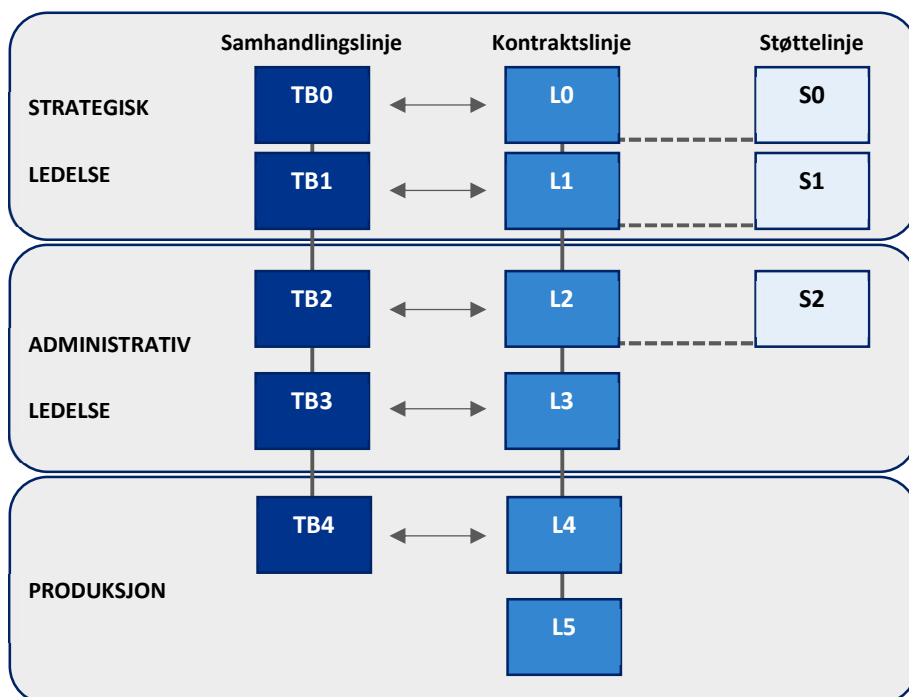 Samhandlingslinje Kontraktslinje Støttelinje
TB0 L0 S0
STRATEGISK
LEDELSE
TB1 L1 S1
TB2 L2 S2
ADMINISTRATIV
LEDELSE
TB3 L3
TB4 L4
PRODUKSJON
L5